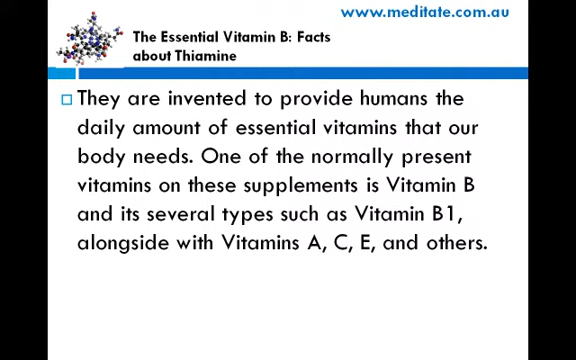 www.meditate.com.au
The Essential Vitamin B: Facts
about Thiamine
They are invented to provide humans the
daily amount of essential vitamins that our
body needs. One of the normally present
vitamins on these supplements is Vitamin B
and its several types such as Vitamin B1,
alongside with Vitamins A, C, E, and others.